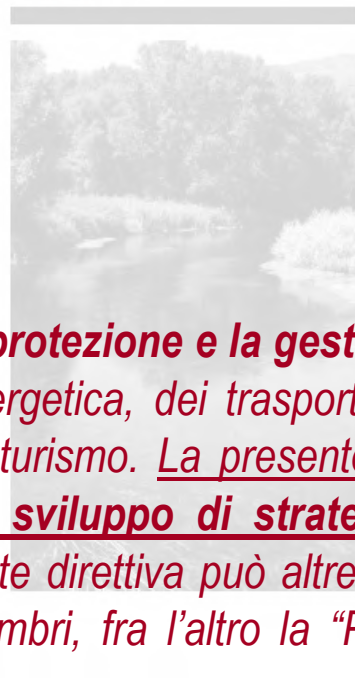 protezione e la gest
ergetica, dei trasport
turismo. La present
sviluppo di strate
te direttiva può altre
mbri, fra l'altro la "P